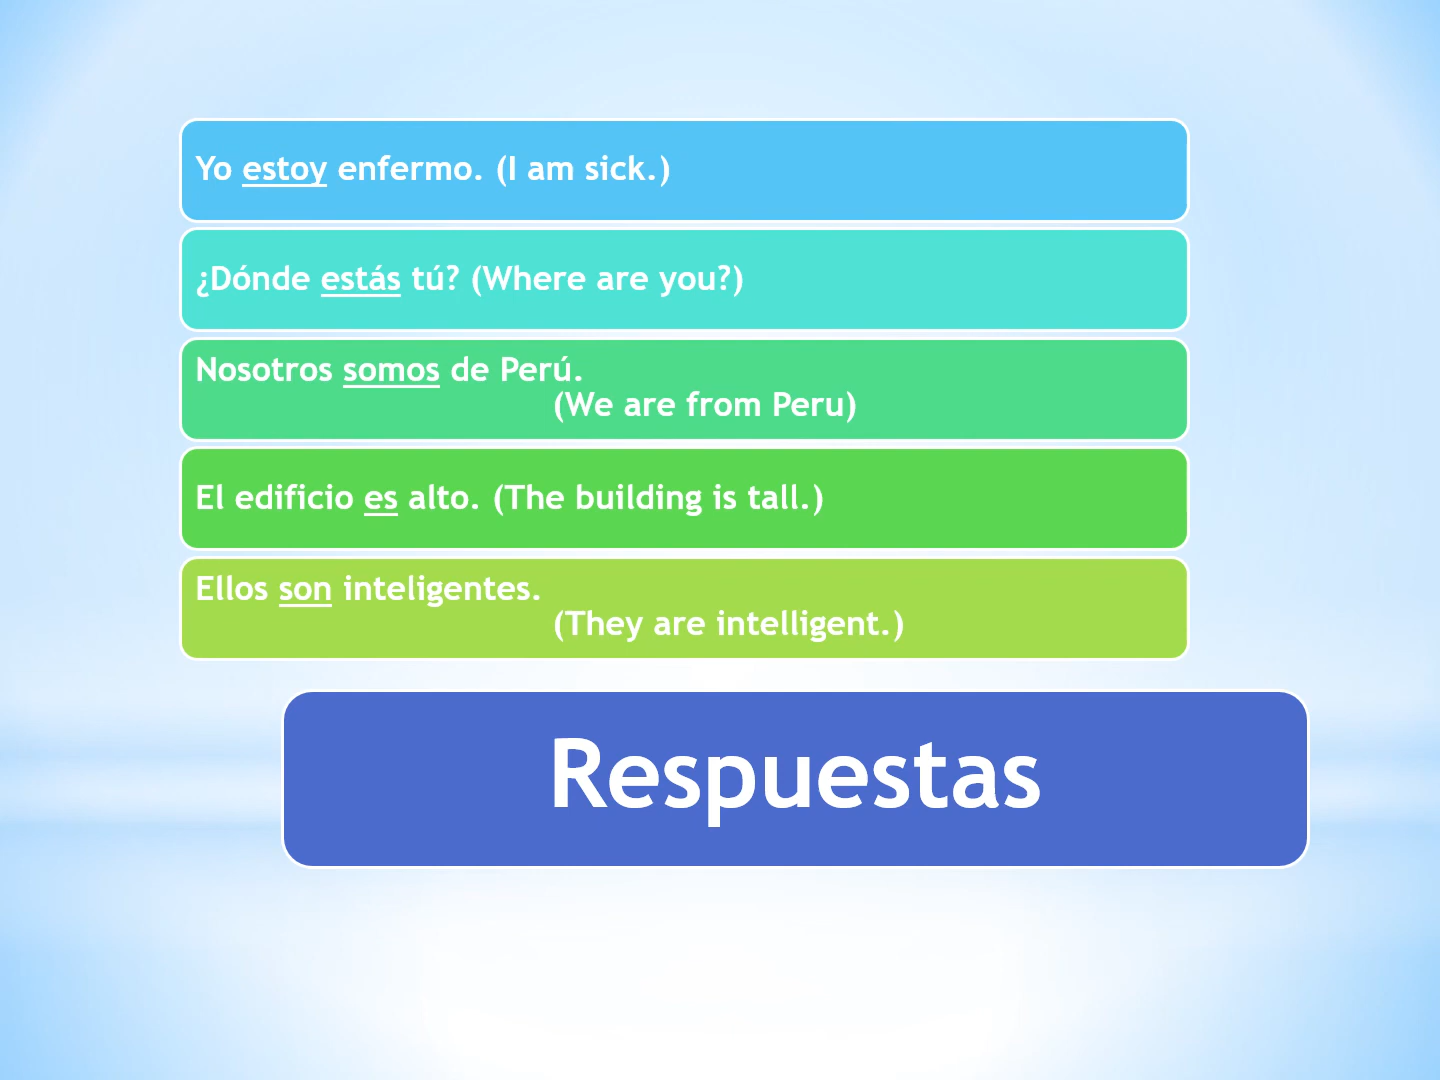 Yo estoy enfermo. (I am sick.)
¿Dónde estás tú? (Where are you?)
Nosotros somos de Perú.
(We are from Peru)
El edificio es alto. (The building is tall.)
Ellos son inteligentes.
(They are intelligent.)
Respuestas